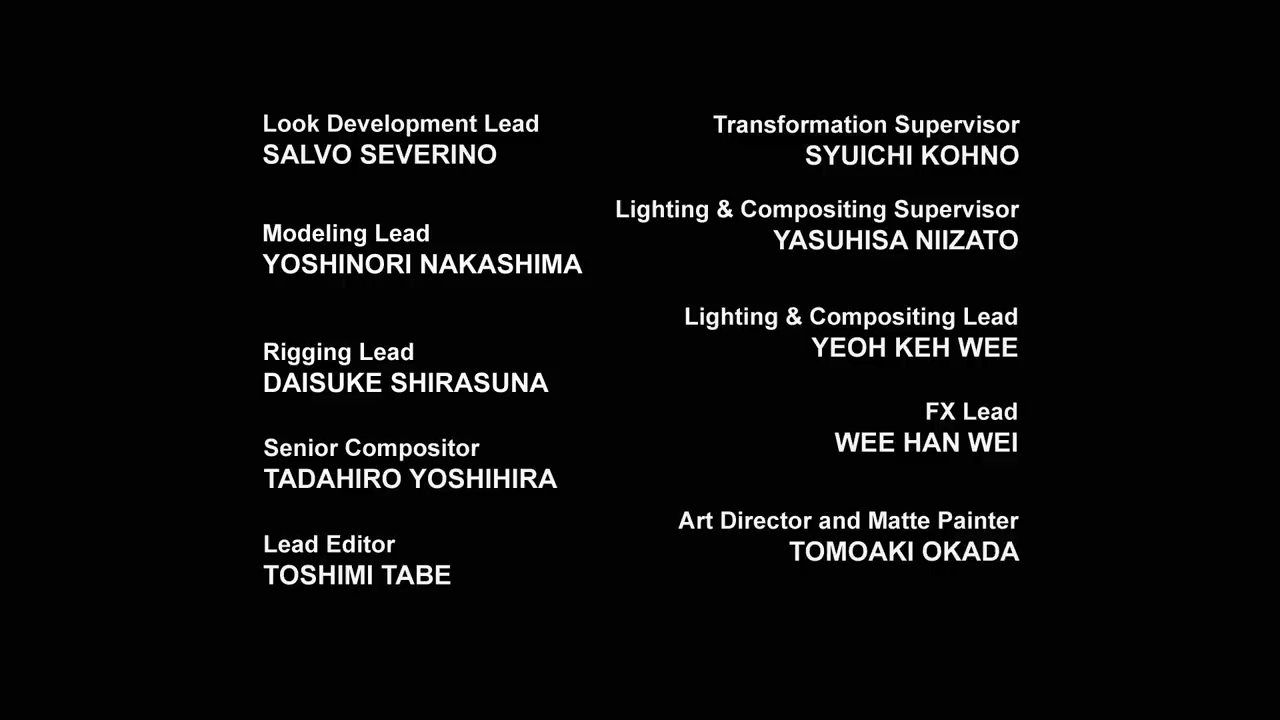 Look Development Lead
SALVO SEVERINO
Modeling Lead
YOSHINORI NAKASHIMA
Rigging Lead
DAISUKE SHIRASUNA
Senior Compositor
TADAHIRO YOSHIHIRA
Lead Editor
TOSHIMI TABE
Transformation Supervisor
SYUICHI KOHNO
Lighting & Compositing Supervisor
YASUHISA NIIZATO
Lighting & Compositing Lead
YEOH KEH WEE
FX Lead
WEE HAN WEI
Art Director and Matte Painter
TOMOAKI OKADA